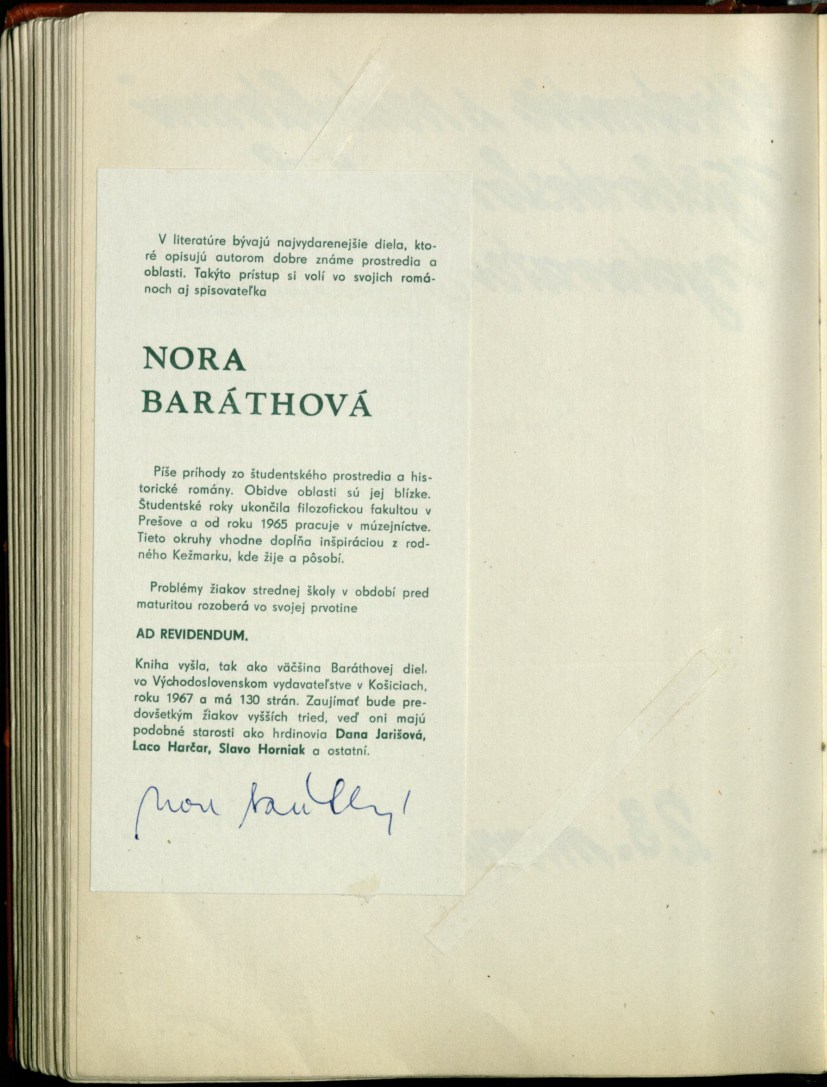 V literatúre bývajú najvydarenejšie diela, kto-
ré opisujú autorom dobre známe prostredia a
oblasti. Takýto prístup si volí vo svojich romá-
noch aj spisovateľka
NORA
BARÁTHOVÁ
Píše príhody zo študentského prostredia a his-
torické romány. Obidve oblasti sú jej blízke.
Študentské roky ukončila filozofickou fakultou v
Prešove a od roku 1965 pracuje v múzejníctve.
Tieto okruhy vhodne dopĺňa inšpiráciou z rod-
ného Kežmarku, kde žije a pôsobí.
Problémy žiakov strednej školy v období pred
maturitou rozoberá vo svojej prvotine
AD REVIDENDUM.
Kniha vyšla, tak ako väčšina Baráthovej diel.
vo Východoslovenskom vydavateľstve v Košiciach,
roku 1967 a má 130 strán. Zaujímať bude pre-
dovšetkým žiakov vyšších tried, veď oni majú
podobné starosti ako hrdinovia Dana Jarišová,
Laco Harčar, Slavo Horniak a ostatní.